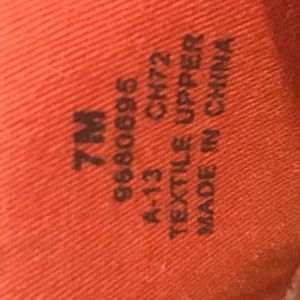 7M
9680695
A-13 CH72
TEXTILE UPPER
MADE IN CHINA